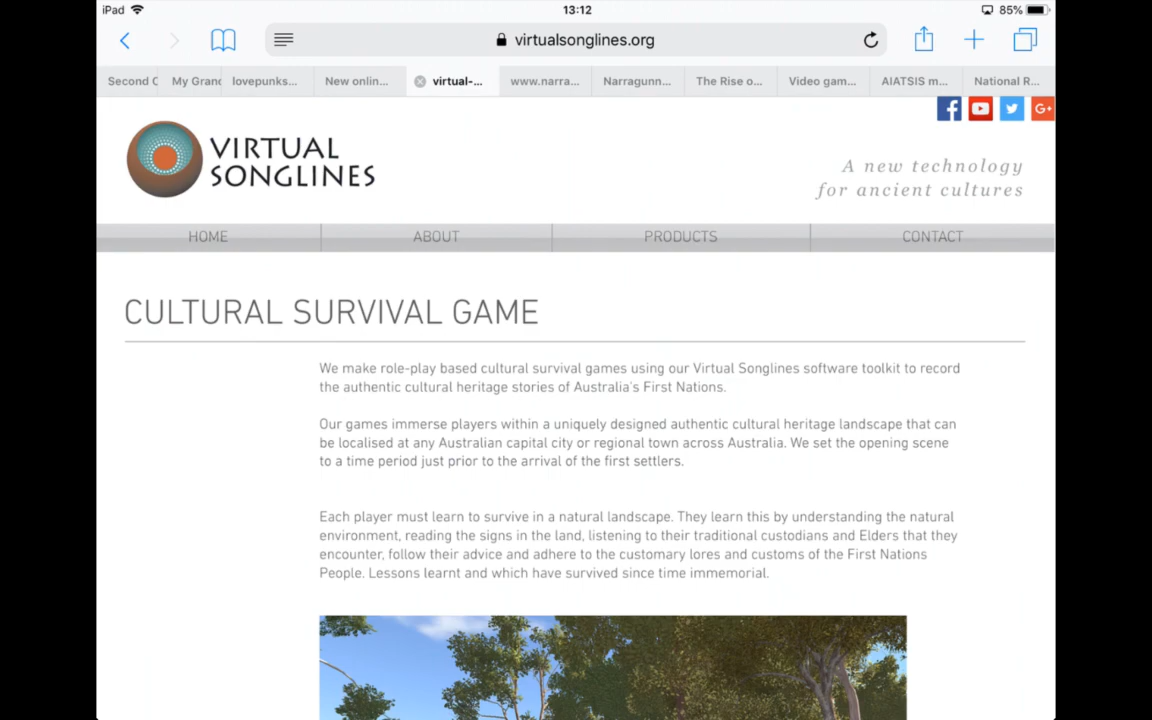 iPad 13:12 85%
virtualsonglines.org
Second C My Grand lovepunks... New onlin... virtual-... www.narra... Narragunn... The Rise o... Video gam... AIATSIS m... National R...
VIRTUAL
SONGLINES
A new technology
for ancient cultures
HOME ABOUT PRODUCTS CONTACT
CULTURAL SURVIVAL GAME
We make role-play based cultural survival games using our Virtual Songlines software toolkit to record
the authentic cultural heritage stories of Australia's First Nations.
Our games immerse players within a uniquely designed authentic cultural heritage landscape that can
be localised at any Australian capital city or regional town across Australia. We set the opening scene
to a time period just prior to the arrival of the first settlers.
Each player must learn to survive in a natural landscape. They learn this by understanding the natural
environment, reading the signs in the land, listening to their traditional custodians and Elders that they
encounter, follow their advice and adhere to the customary lores and customs of the First Nations
People. Lessons learnt and which have survived since time immemorial.